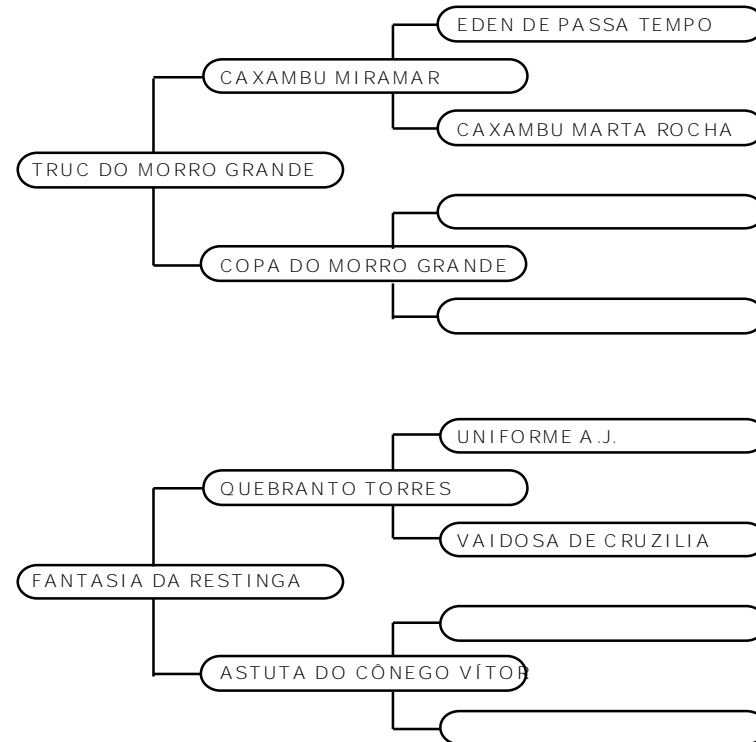 EDEN DE PASSA TEMPO
CAXAMBU MIRAMAR
CAXAMBU MARTA ROCHA
TRUC DO MORRO GRANDE
COPA DO MORRO GRANDE
UNIFORME A.J.
QUEBRANTO TORRES
VAIDOSA DE CRUZILIA
FANTASIA DA RESTINGA
ASTUTA DO CÔNEGO VÍTOR